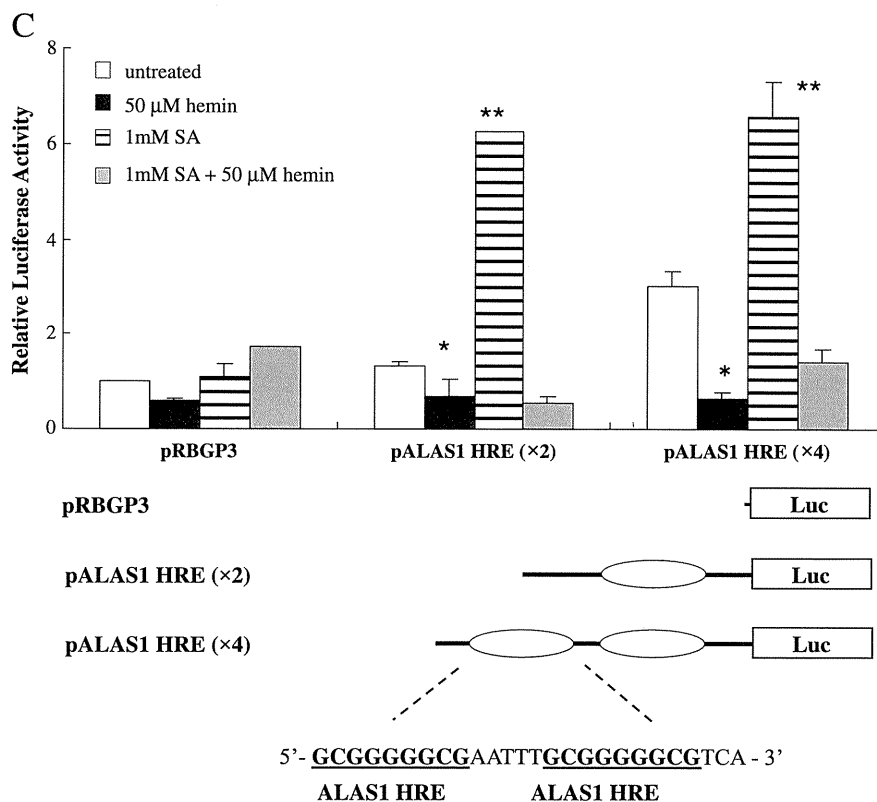 C
Relative Luciferase Activity
8
6
4
2
0
untreated
50 μM hemin
1mM SA
1mM SA + 50 μM hemin
*
**
*
**
pRBGP3
pALAS1 HRE (×2)
pALAS1 HRE (×4)
pRBGP3
Luc
pALAS1 HRE (×2)
Luc
pALAS1 HRE (×4)
Luc
5’- GCGGGGGCGAATTTGCGGGGGCGTCA - 3’
ALAS1 HRE
ALAS1 HRE